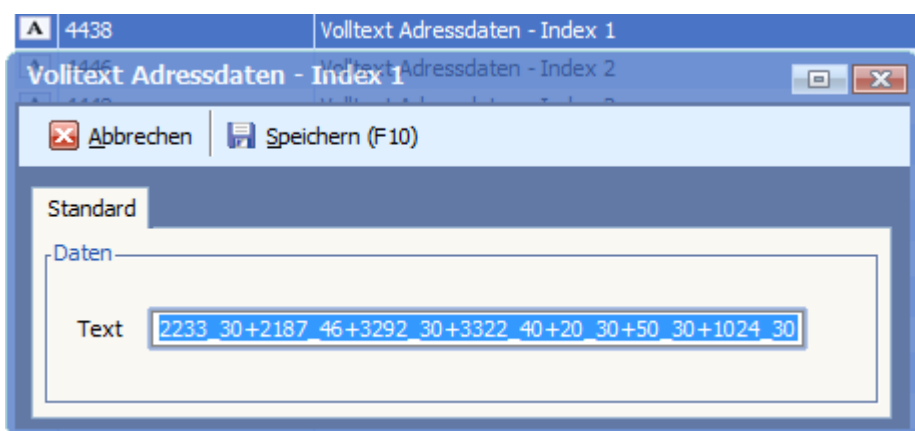 4438 Volltext Adressdaten - Index 1
4446 Volltext Adressdaten - Index 2
Volltext Adressdaten - Index 1
Abbrechen Speichern (F10)
Standard
Daten
Text 2233_30+2187_46+3292_30+3322_40+20_30+50_30+1024_30